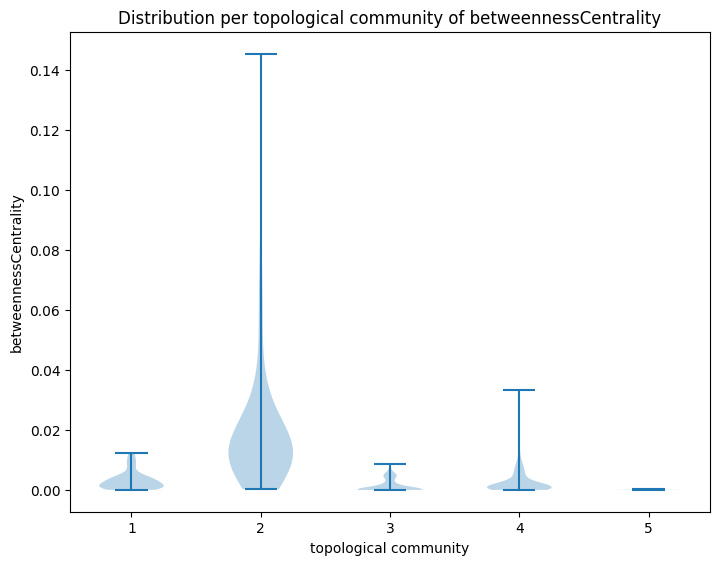 Distribution per topological community of betweennessCentrality
0.14
0.12
0.10
0.08
0.06
0.04
0.02
0.00
betweennessCentrality
1 2 3 4 5
topological community